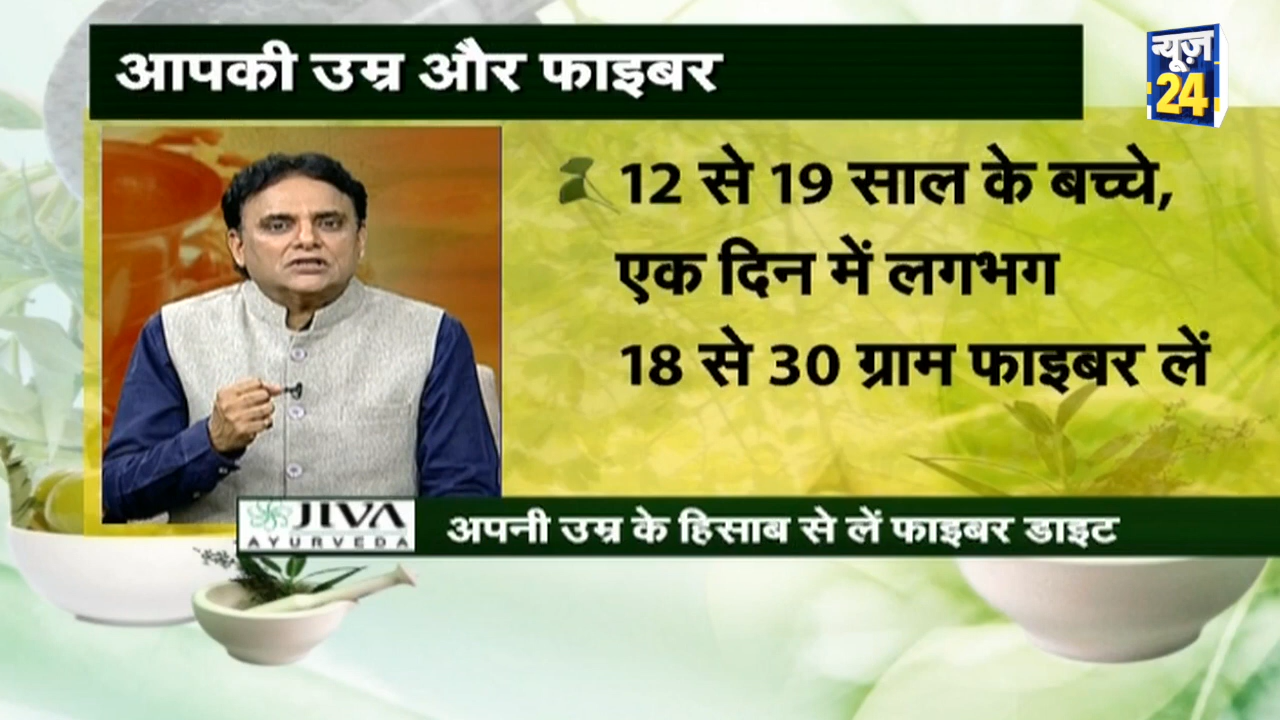 आपकी उम्र और फाइबर
न्यूज़
24
12 से 19 साल के बच्चे,
एक दिन में लगभग
18 से 30 ग्राम फाइबर लें
JIVA
AYURVEDA
अपनी उम्र के हिसाब से लें फाइबर डाइट